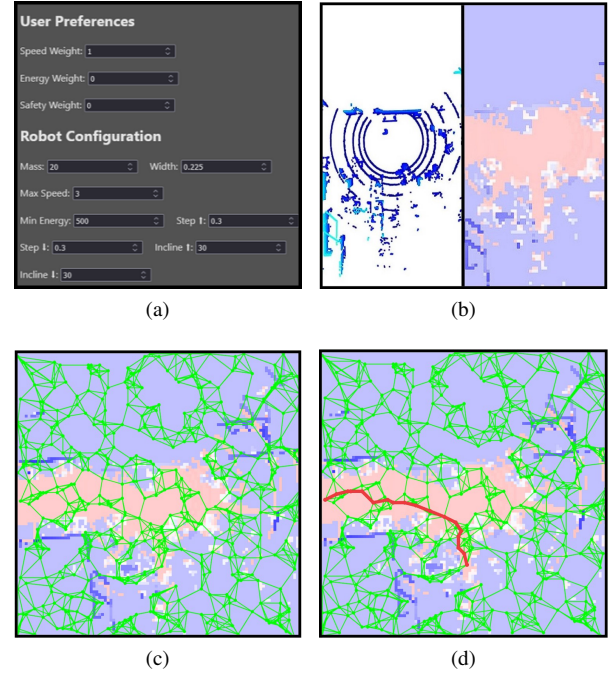 User Preferences
Speed Weight: 1
Energy Weight: 0
Safety Weight: 0
Robot Configuration
Mass: 20 Width: 0.225
Max Speed: 3
Min Energy: 500 Step ⬆: 0.3
Step ⬇: 0.3 Incline ⬆: 30
Incline ⬇: 30
(a) (b)
(c) (d)